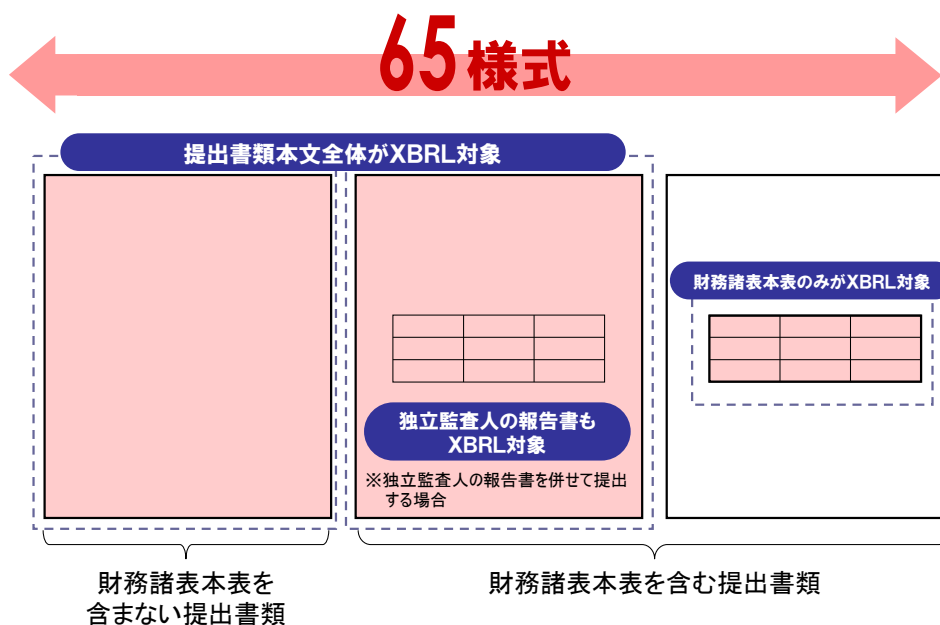 65様式
提出書類本文全体がXBRL対象
財務諸表本表のみがXBRL対象
独立監査人の報告書も
XBRL対象
※独立監査人の報告書を併せて提出
する場合
財務諸表本表を
含まない提出書類
財務諸表本表を含む提出書類